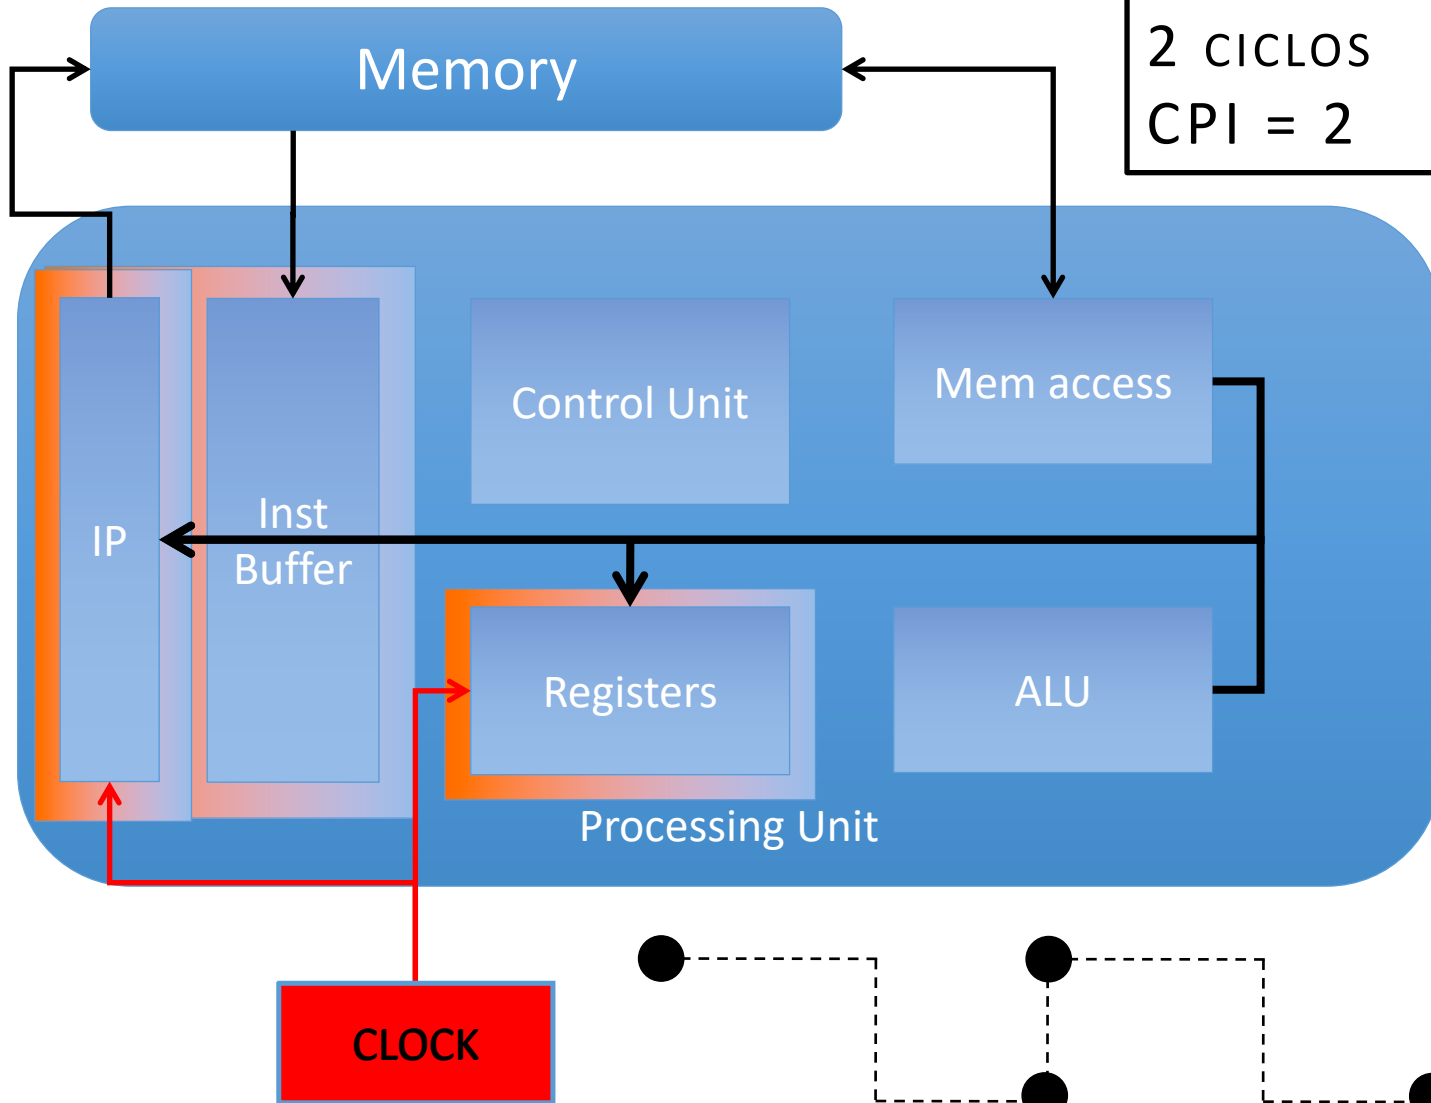 2 CICLOS
CPI = 2
Memory
Control Unit
Mem access
IP
Inst
Buffer
Registers
ALU
Processing Unit
CLOCK